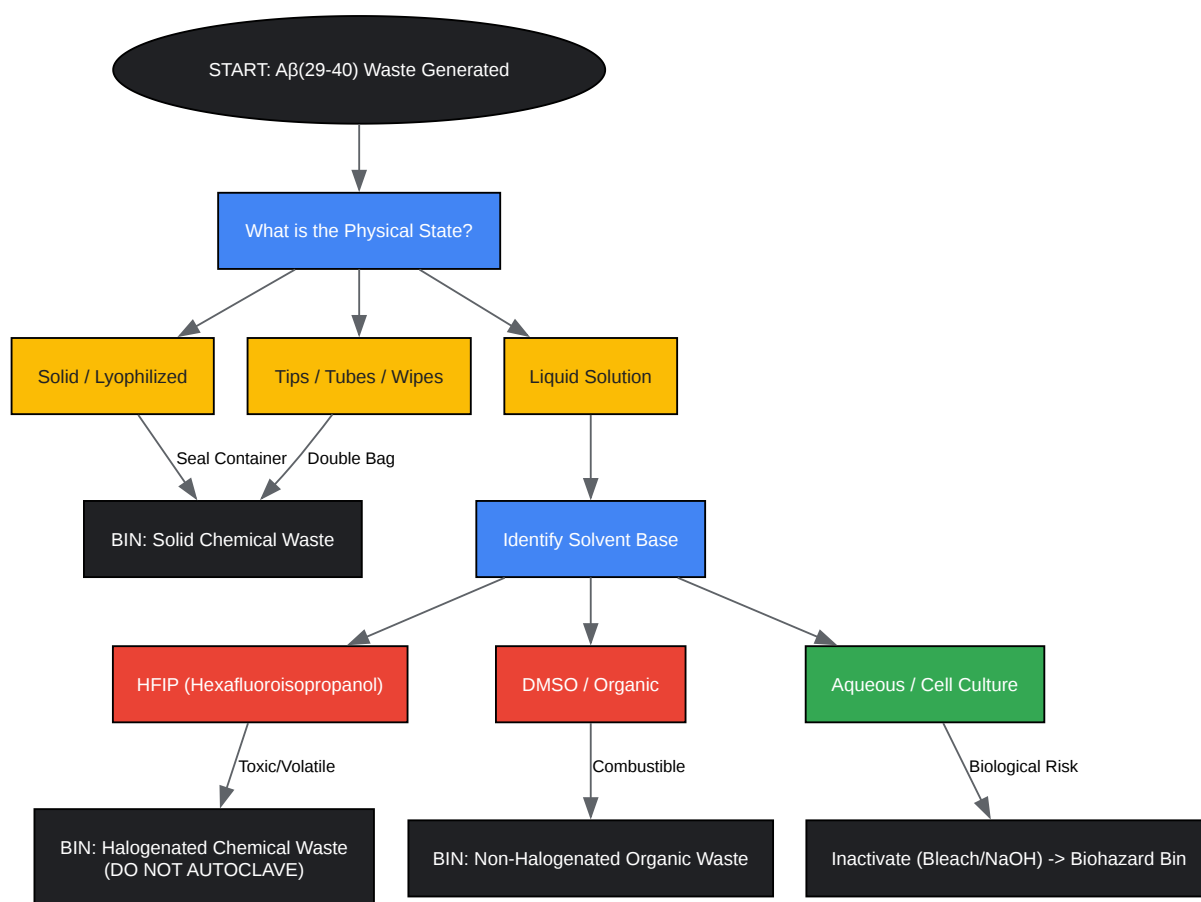 START: Aβ(29-40) Waste Generated
What is the Physical State?
Solid / Lyophilized
Tips / Tubes / Wipes
Liquid Solution
Seal Container
Double Bag
BIN: Solid Chemical Waste
Identify Solvent Base
HFIP (Hexafluoroisopropanol)
DMSO / Organic
Aqueous / Cell Culture
Toxic/Volatile
Combustible
Biological Risk
BIN: Halogenated Chemical Waste
(DO NOT AUTOCLAVE)
BIN: Non-Halogenated Organic Waste
Inactivate (Bleach/NaOH) -> Biohazard Bin